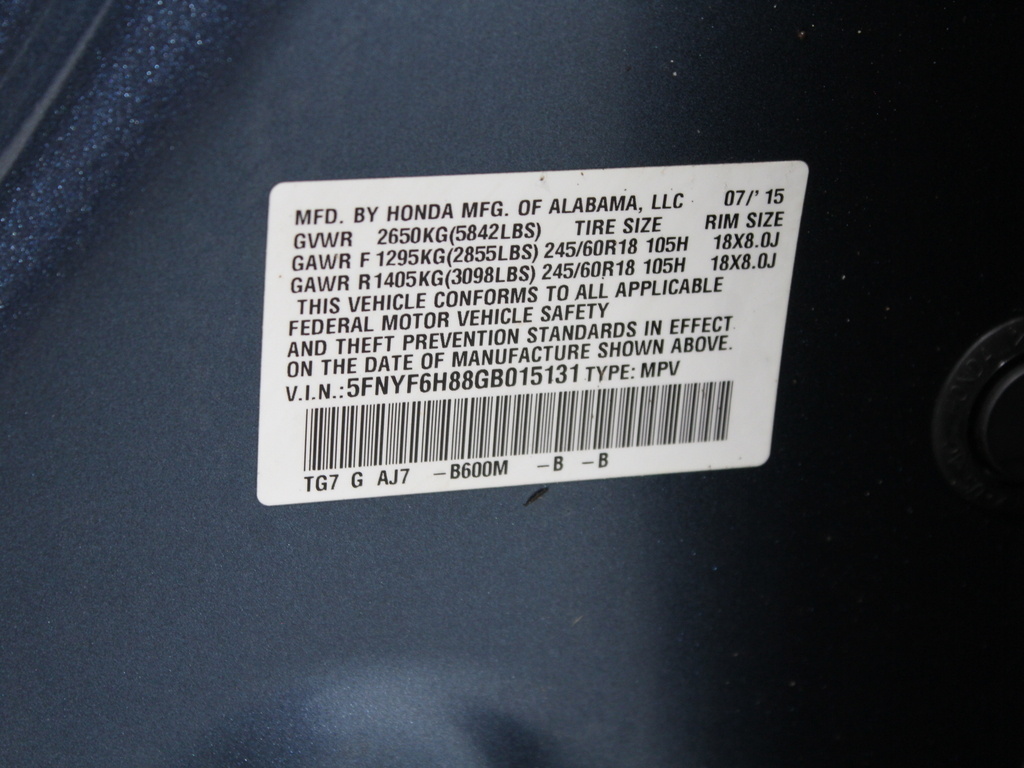 MFD. BY HONDA MFG. OF ALABAMA, LLC 07/'15
GVWR 2650KG(5842LBS) TIRE SIZE RIM SIZE
GAWR F 1295KG(2855LBS) 245/60R18 105H 18X8.0J
GAWR R1405KG(3098LBS) 245/60R18 105H 18X8.0J
THIS VEHICLE CONFORMS TO ALL APPLICABLE
FEDERAL MOTOR VEHICLE SAFETY
AND THEFT PREVENTION STANDARDS IN EFFECT
ON THE DATE OF MANUFACTURE SHOWN ABOVE.
V.I.N.:5FNYF6H88GB015131 TYPE: MPV
TG7 G AJ7 –B600M –B –B